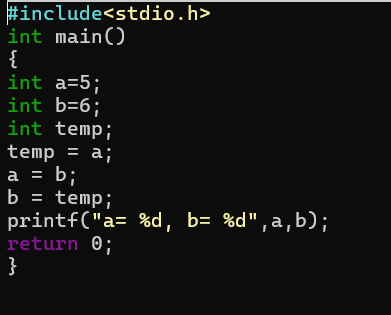 #include<stdio.h>
int main()
{
int a=5;
int b=6;
int temp;
temp = a;
a = b;
b = temp;
printf("a= %d, b= %d",a,b);
return 0;
}